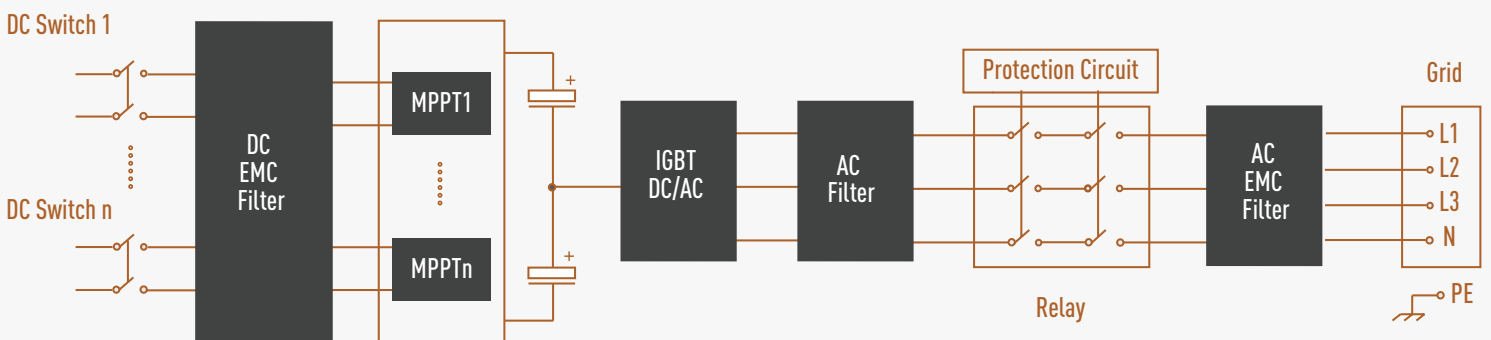 DC Switch 1
DC Switch n
DC
EMC
Filter
MPPT1
MPPTn
+
+
IGBT
DC/AC
AC
Filter
Protection Circuit
Relay
AC
EMC
Filter
Grid
L1
L2
L3
N
PE